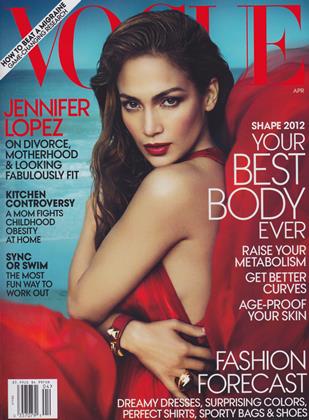 HOW TO BEAT A MIGRAINE
GAME-CHANGING RESEARCH
VOGUE
APR
JENNIFER
LOPEZ
ON DIVORCE,
MOTHERHOOD
& LOOKING
FABULOUSLY FIT
KITCHEN
CONTROVERSY
A MOM FIGHTS
CHILDHOOD
OBESITY
AT HOME
SYNC
OR SWIM
THE MOST
FUN WAY TO
WORK OUT
SHAPE 2012
YOUR
BEST
BODY
EVER
RAISE YOUR
METABOLISM
GET BETTER
CURVES
AGE-PROOF
YOUR SKIN
FASHION
FORECAST
DREAMY DRESSES, SURPRISING COLORS,
PERFECT SHIRTS, SPORTY BAGS & SHOES